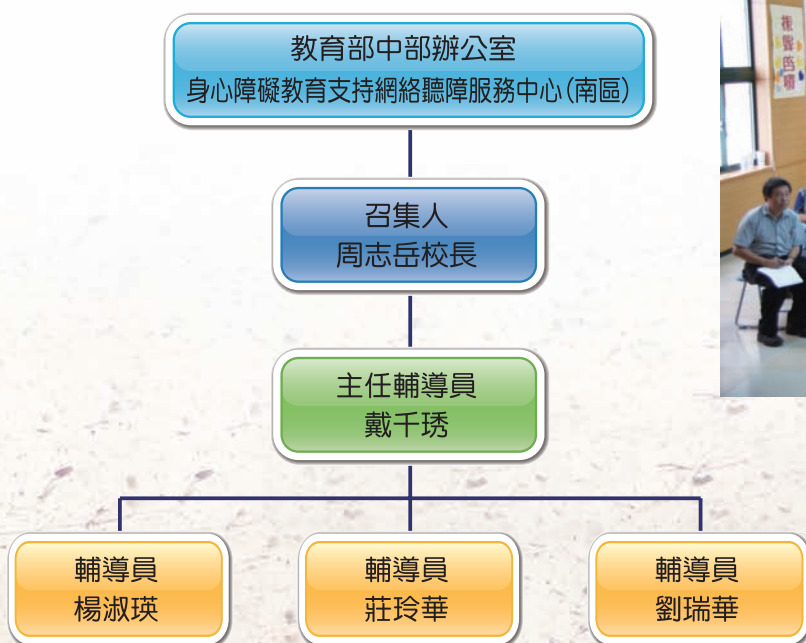 教育部中部辦公室
身心障礙教育支持網絡聽障服務中心(南區)
召集人
周志岳校長
主任輔導員
戴千琇
輔導員
楊淑瑛
輔導員
莊玲華
輔導員
劉瑞華